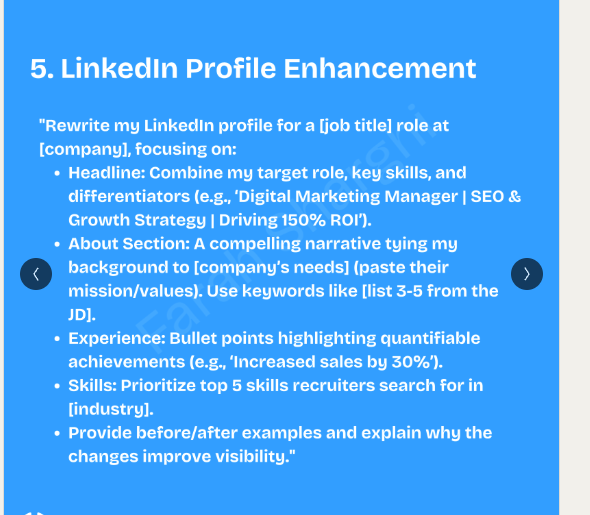 5. LinkedIn Profile Enhancement
"Rewrite my LinkedIn profile for a [job title] role at
[company], focusing on:
• Headline: Combine my target role, key skills, and
differentiators (e.g., ‘Digital Marketing Manager | SEO &
Growth Strategy | Driving 150% ROI’).
• About Section: A compelling narrative tying my
background to [company’s needs] (paste their
mission/values). Use keywords like [list 3-5 from the
JD].
• Experience: Bullet points highlighting quantifiable
achievements (e.g., ‘Increased sales by 30%’).
• Skills: Prioritize top 5 skills recruiters search for in
[industry].
• Provide before/after examples and explain why the
changes improve visibility."